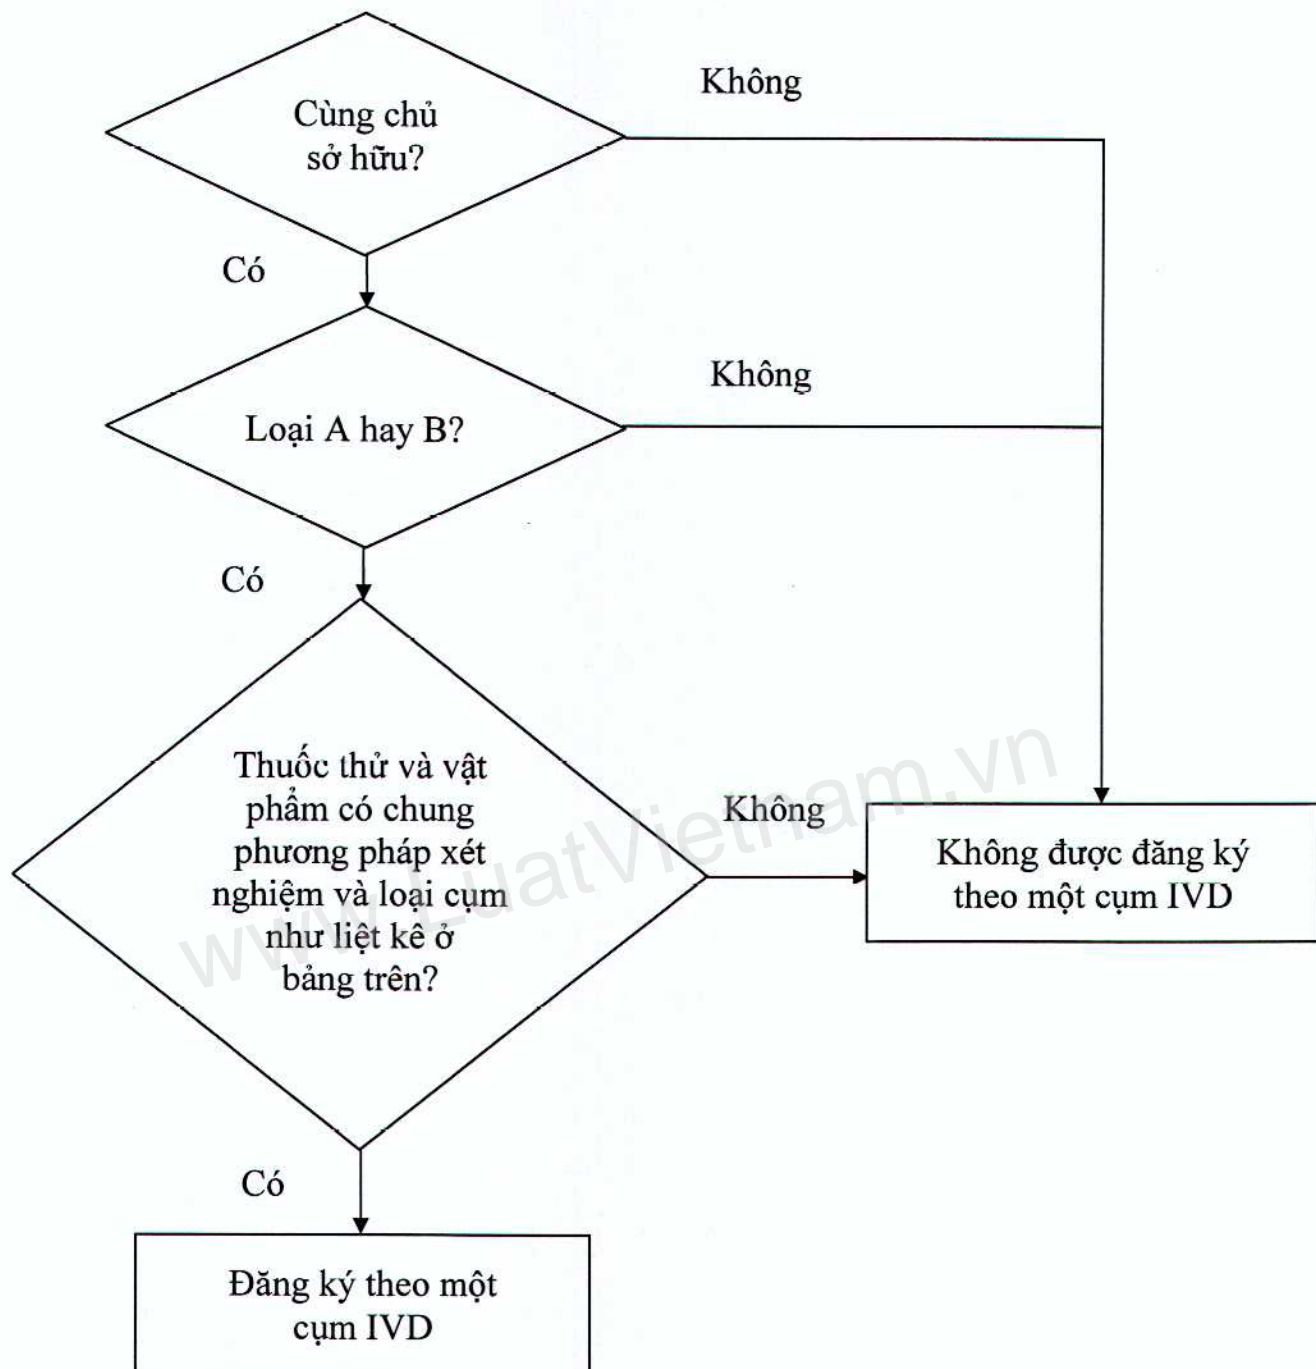 Không
Cùng chủ
sở hữu?
Có
Không
Loại A hay B?
Có
Thuốc thử và vật
phẩm có chung
phương pháp xét
nghiệm và loại cụm
như liệt kê ở
bảng trên?
Không
Không được đăng ký
theo một cụm IVD
www.LuatVietnam.vn
Có
Đăng ký theo một
cụm IVD